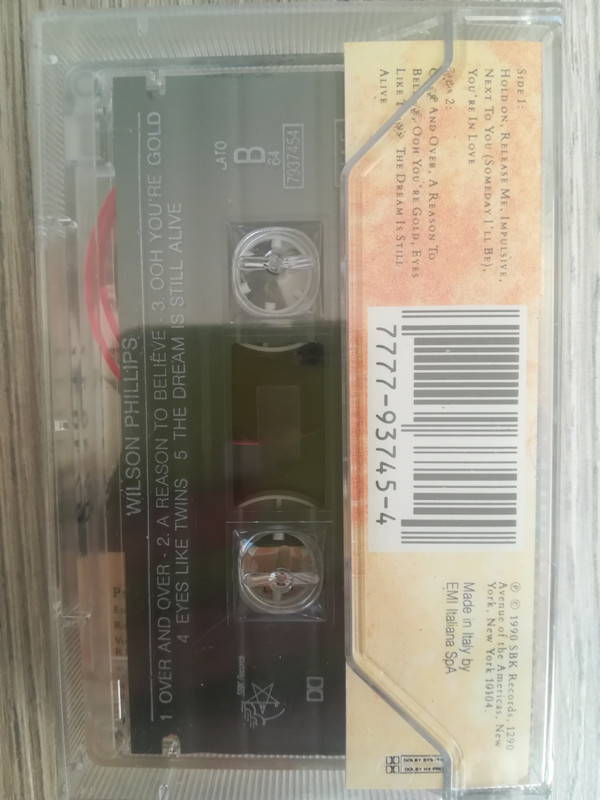 SIDE 1:
HOLD ON, RELEASE ME, IMPULSIVE,
NEXT TO YOU (SOMEDAY I'LL BE),
YOU'RE IN LOVE
2:
AND OVER, A REASON TO
OOH YOU'RE GOLD, EYES
LIKE THE DREAM IS STILL
ALIVE
7777-93745-4
℗ © 1990 SBK Records, 1290
Avenue of the Americas, New
York, New York 10104.
Made in Italy by
EMI Italiana SpA
B
64
7937454
WILSON PHILLIPS
1 OVER AND OVER - 2. A REASON TO BELIEVE - 3. OOH YOU'RE GOLD
4 EYES LIKE TWINS 5 THE DREAM IS STILL ALIVE